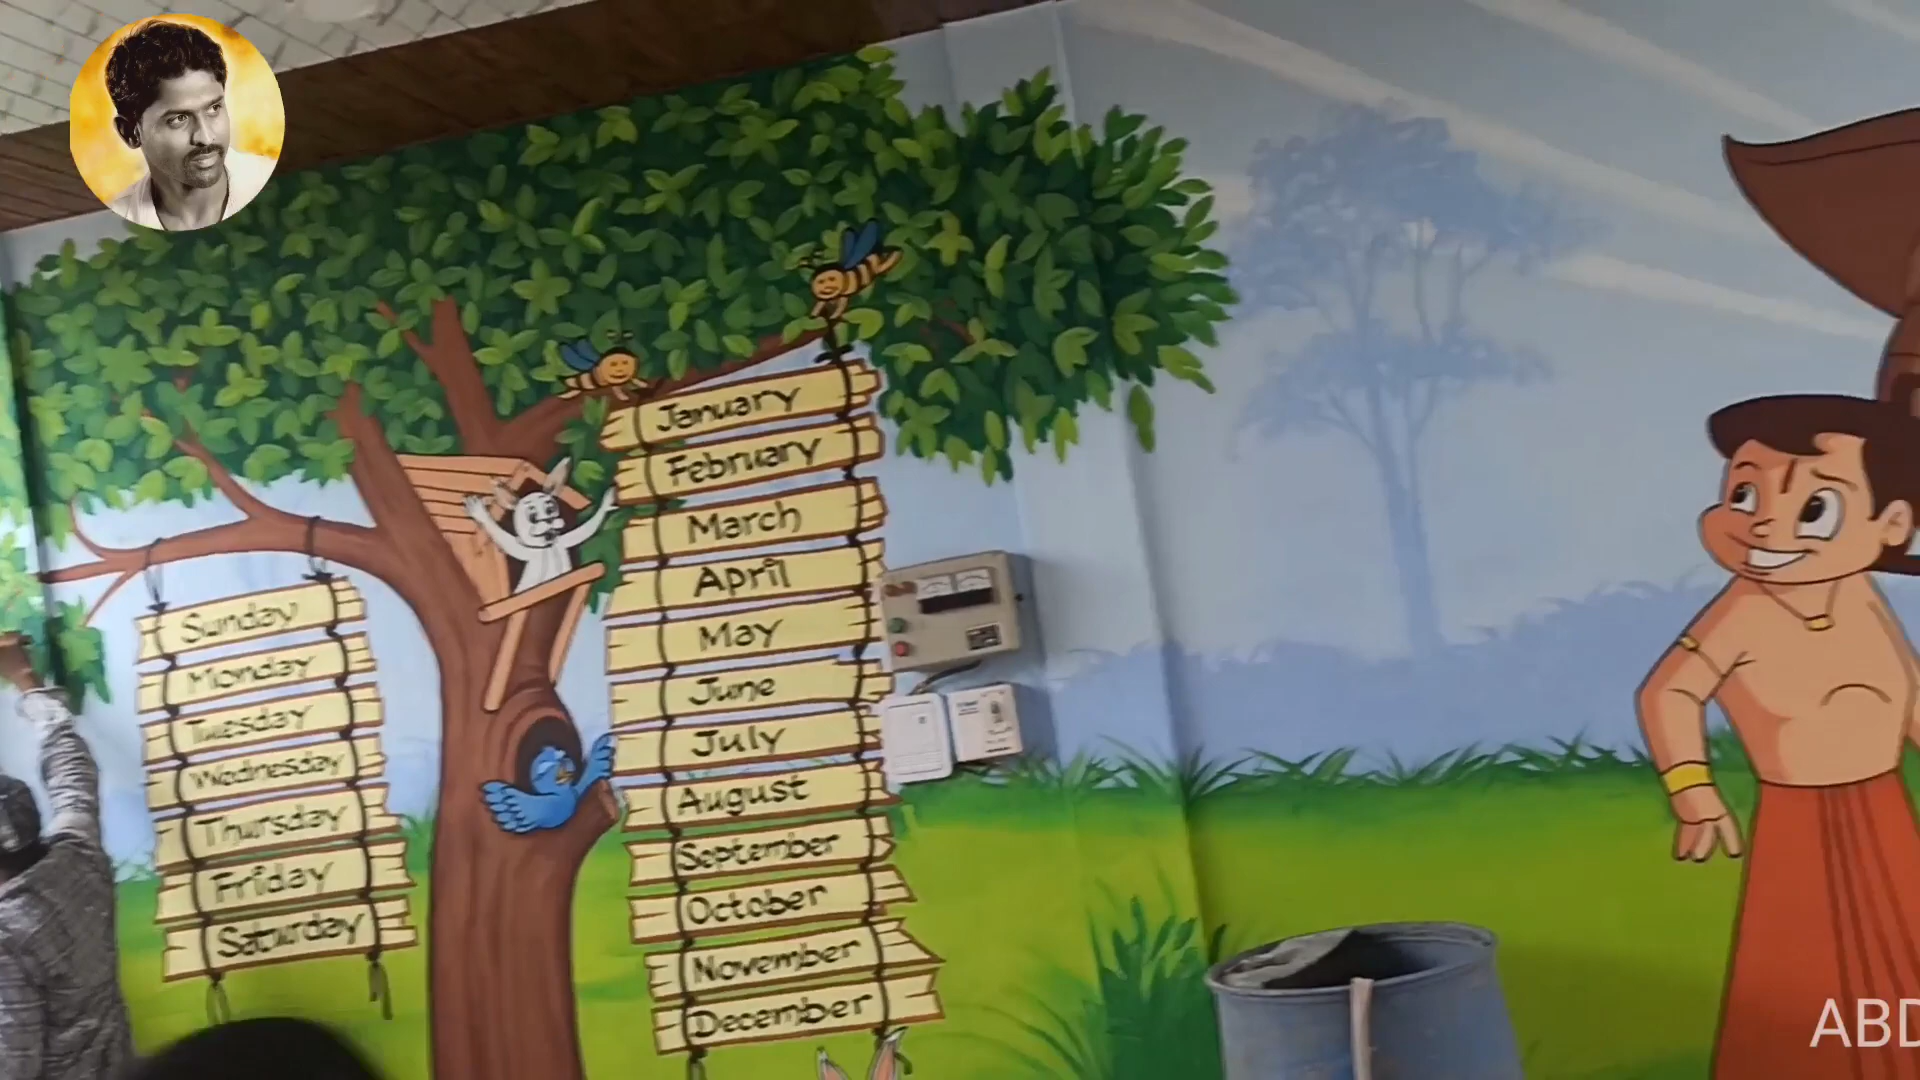 Sunday
Monday
Tuesday
Wednesday
Thursday
Friday
Saturday
January
February
March
April
May
June
July
August
September
October
November
December
ABD